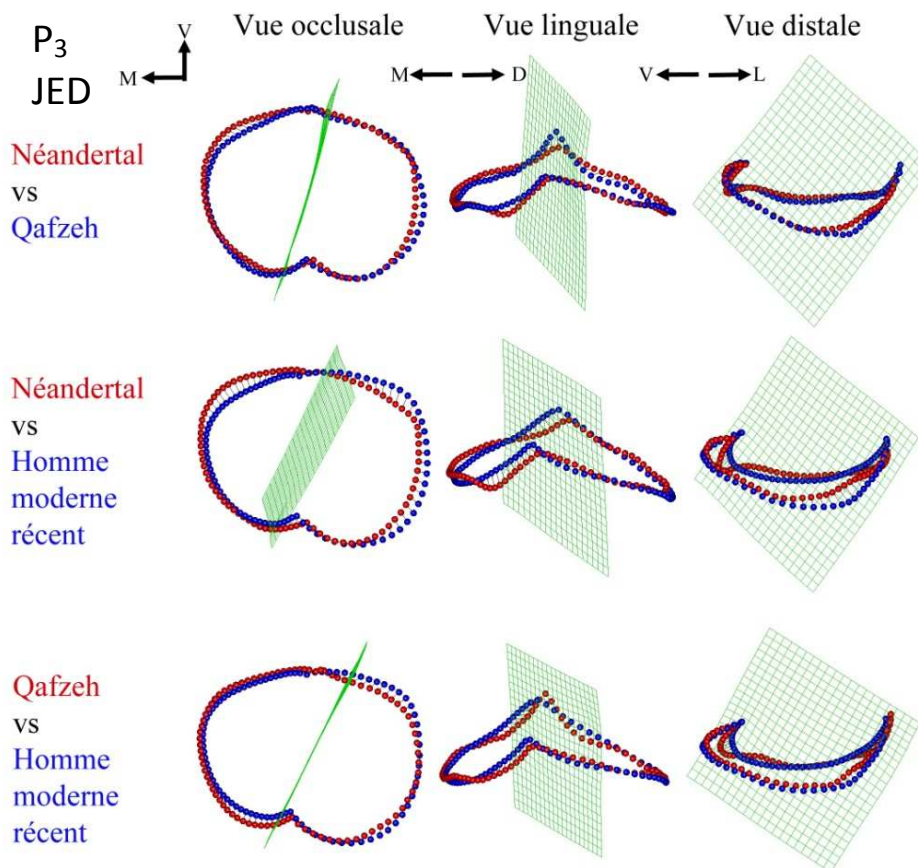 P₃
JED
V
M
Vue occlusale
Vue linguale
Vue distale
M
D
V
L
Néandertal
vs
Qafzeh
Néandertal
vs
Homme
moderne
récent
Qafzeh
vs
Homme
moderne
récent